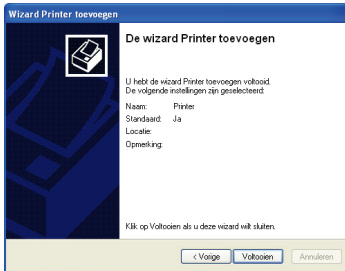 Wizard Printer toevoegen
De wizard Printer toevoegen
U hebt de wizard Printer toevoegen voltooid.
De volgende instellingen zijn geselecteerd:
Naam: Printer
Standaard: Ja
Locatie:
Opmerking:
Klik op Voltooien als u deze wizard wilt sluiten.
< Vorige Voltooien Annuleren